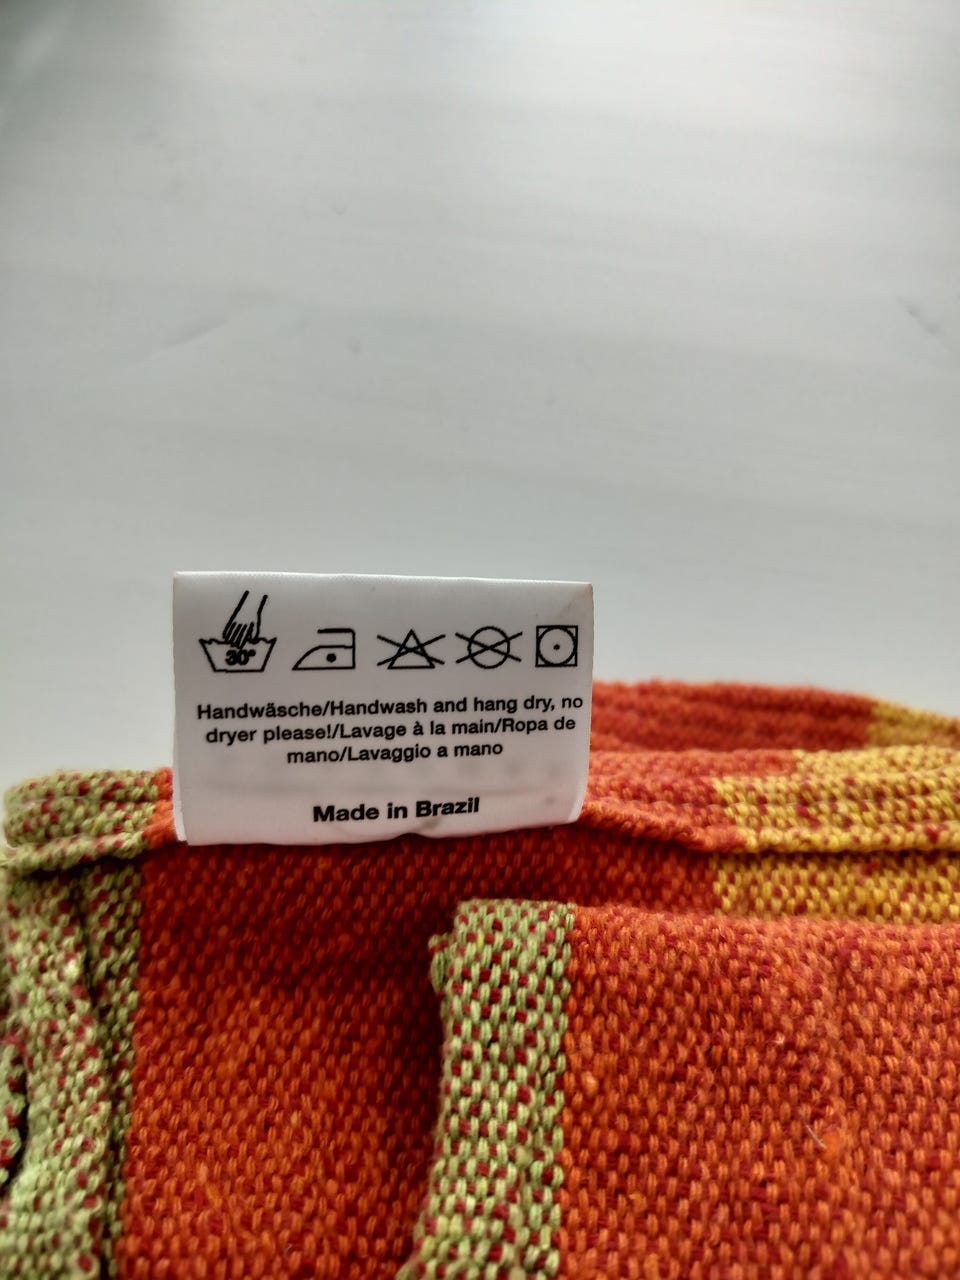 30°
Handwäsche/Handwash and hang dry, no
dryer please!/Lavage à la main/Ropa de
mano/Lavaggio a mano
Made in Brazil